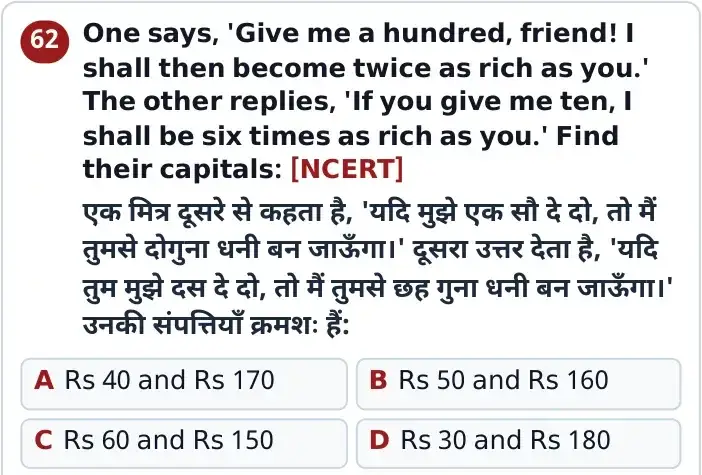 62 One says, 'Give me a hundred, friend! I
shall then become twice as rich as you.'
The other replies, 'If you give me ten, I
shall be six times as rich as you.' Find
their capitals: [NCERT]
एक मित्र दूसरे से कहता है, 'यदि मुझे एक सौ दे दो, तो मैं
तुमसे दोगुना धनी बन जाऊँगा।' दूसरा उत्तर देता है, 'यदि
तुम मुझे दस दे दो, तो मैं तुमसे छह गुना धनी बन जाऊँगा।'
उनकी संपत्तियाँ क्रमशः हैं:
A Rs 40 and Rs 170
B Rs 50 and Rs 160
C Rs 60 and Rs 150
D Rs 30 and Rs 180